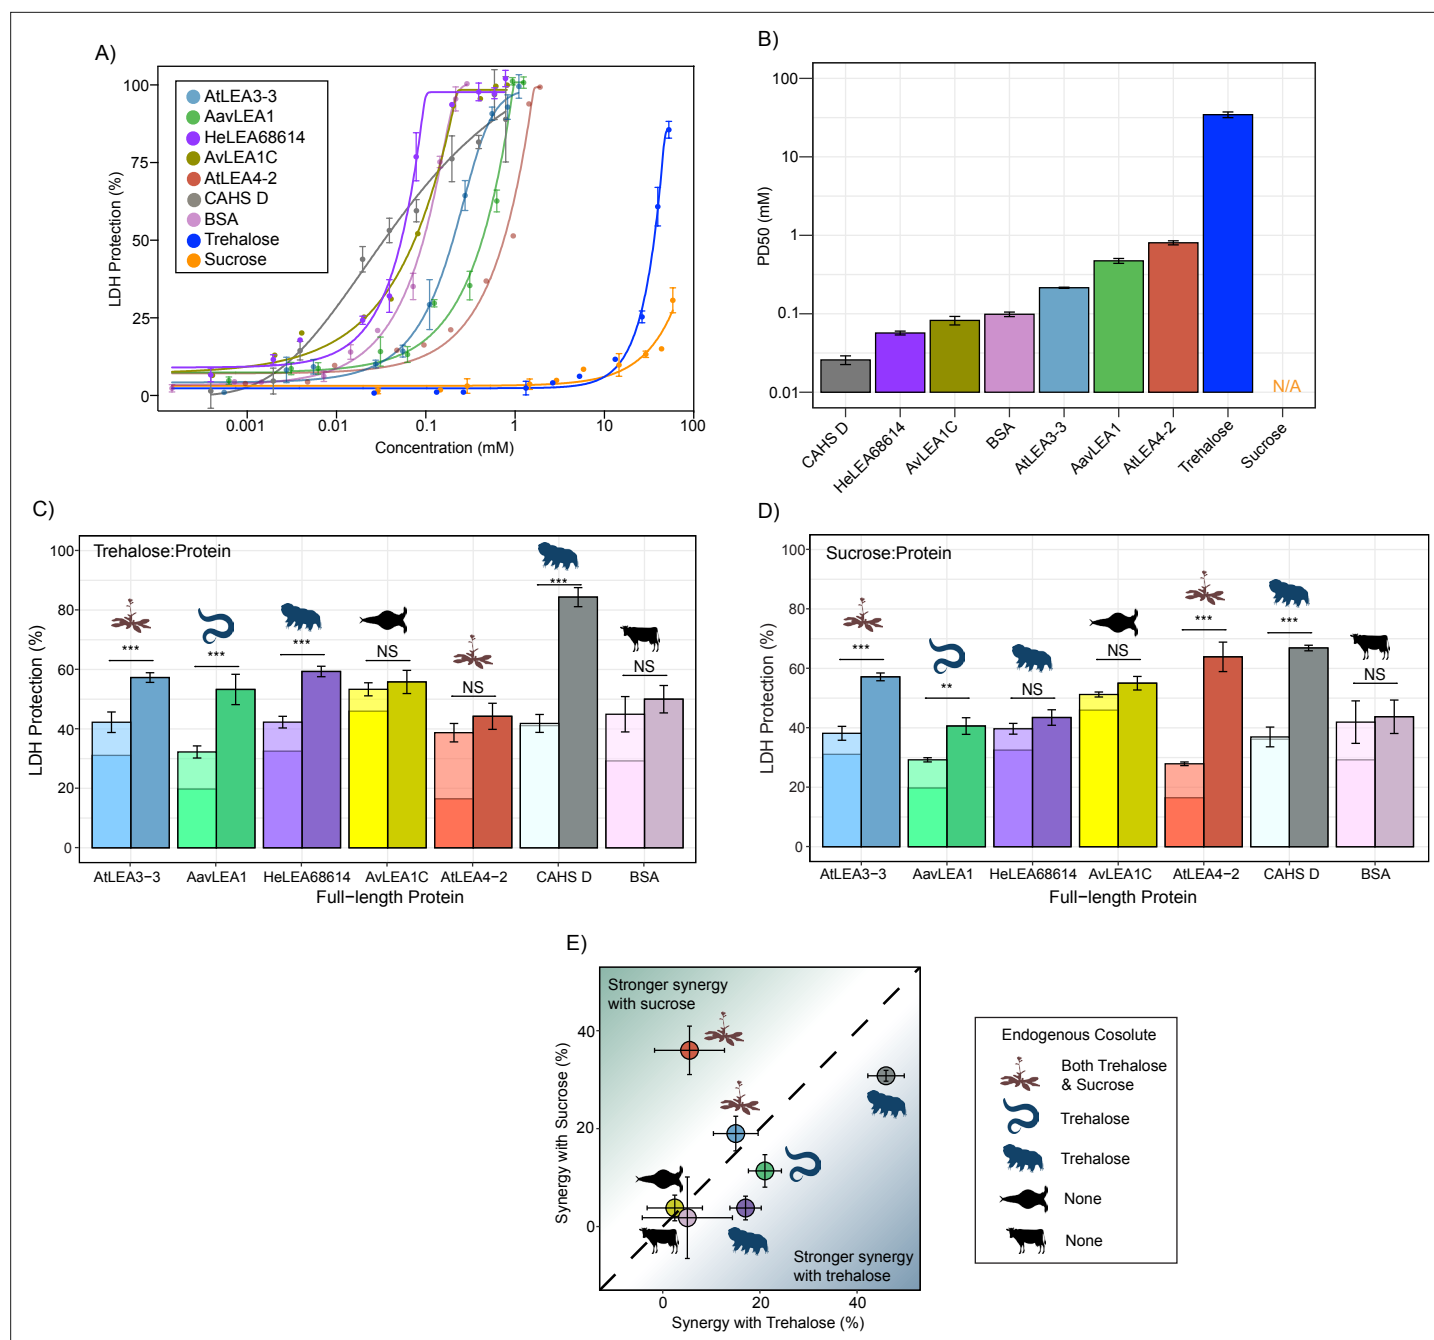 A)
LDH Protection (%)
100
75
50
25
0
AtLEA3-3
AavLEA1
HeLEA68614
AvLEA1C
AtLEA4-2
CAHS D
BSA
Trehalose
Sucrose
0.001 0.01 0.1 1 10 100
Concentration (mM)
B)
PD50 (mM)
100
10
1
0.1
0.01
N/A
CAHS D HeLEA68614 AvLEA1C BSA AtLEA3-3 AavLEA1 AtLEA4-2 Trehalose Sucrose
C)
Trehalose:Protein
LDH Protection (%)
100
80
60
40
20
0
*** *** *** NS NS *** NS
AtLEA3−3 AavLEA1 HeLEA68614 AvLEA1C AtLEA4−2 CAHS D BSA
Full−length Protein
D)
Sucrose:Protein
LDH Protection (%)
100
80
60
40
20
0
*** ** NS NS *** *** NS
AtLEA3−3 AavLEA1 HeLEA68614 AvLEA1C AtLEA4−2 CAHS D BSA
Full−length Protein
E)
Stronger synergy
with sucrose
Synergy with Sucrose (%)
40
20
0
Stronger synergy
with trehalose
0 20 40
Synergy with Trehalose (%)
Endogenous Cosolute
Both Trehalose
& Sucrose
Trehalose
Trehalose
None
None